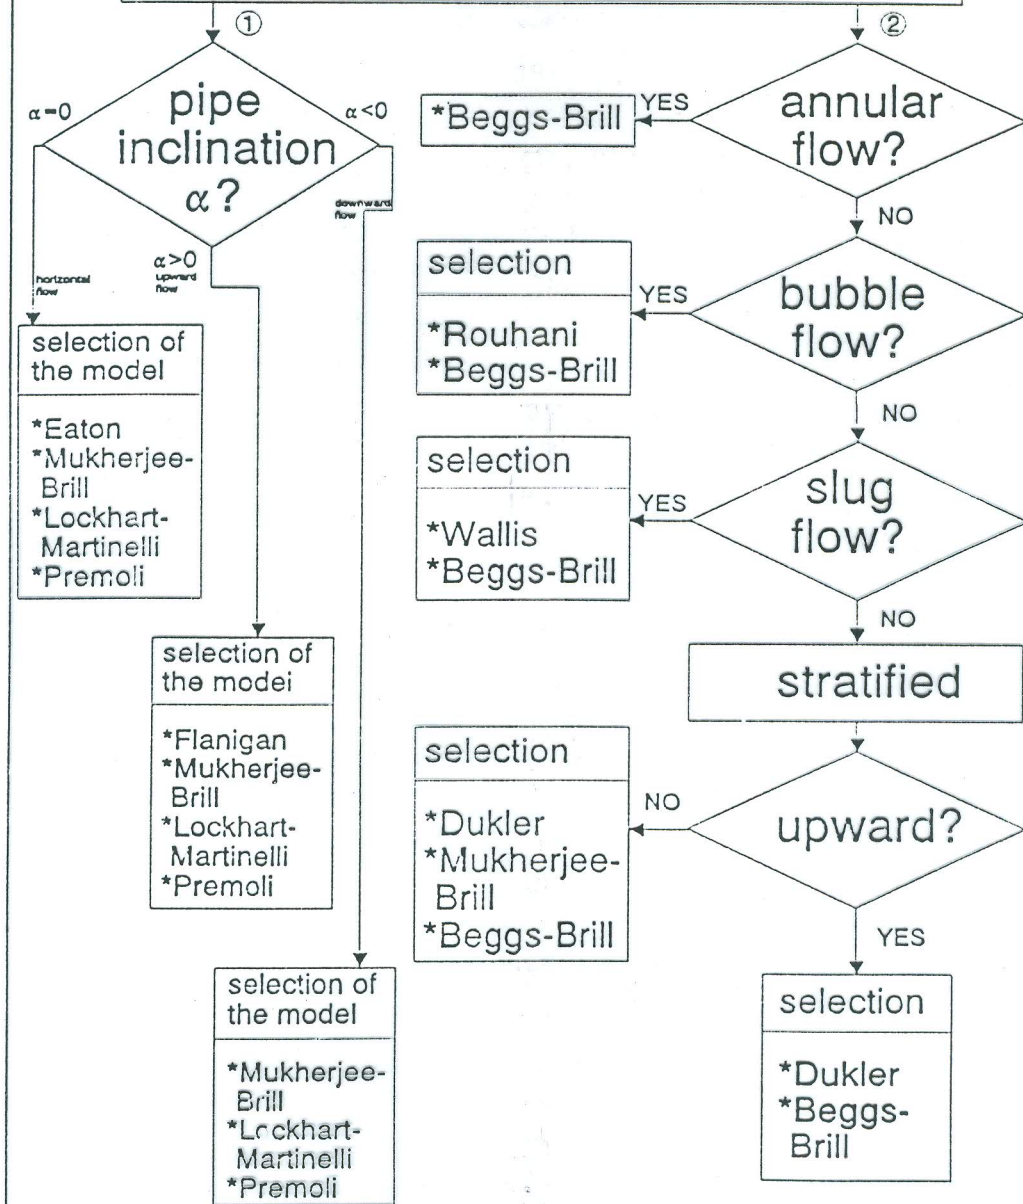 ①
pipe
inclination
α?
α=0
α<0
downward
flow
α>0
upward
flow
horizontal
flow
selection of
the model
*Eaton
*Mukherjee-
Brill
*Lockhart-
Martinelli
*Premoli
selection of
the model
*Flanigan
*Mukherjee-
Brill
*Lockhart-
Martinelli
*Premoli
selection of
the model
*Mukherjee-
Brill
*Lockhart-
Martinelli
*Premoli
②
annular
flow?
YES
*Beggs-Brill
NO
bubble
flow?
YES
selection
*Rouhani
*Beggs-Brill
NO
slug
flow?
YES
selection
*Wallis
*Beggs-Brill
NO
stratified
upward?
NO
selection
*Dukler
*Mukherjee-
Brill
*Beggs-Brill
YES
selection
*Dukler
*Beggs-
Brill